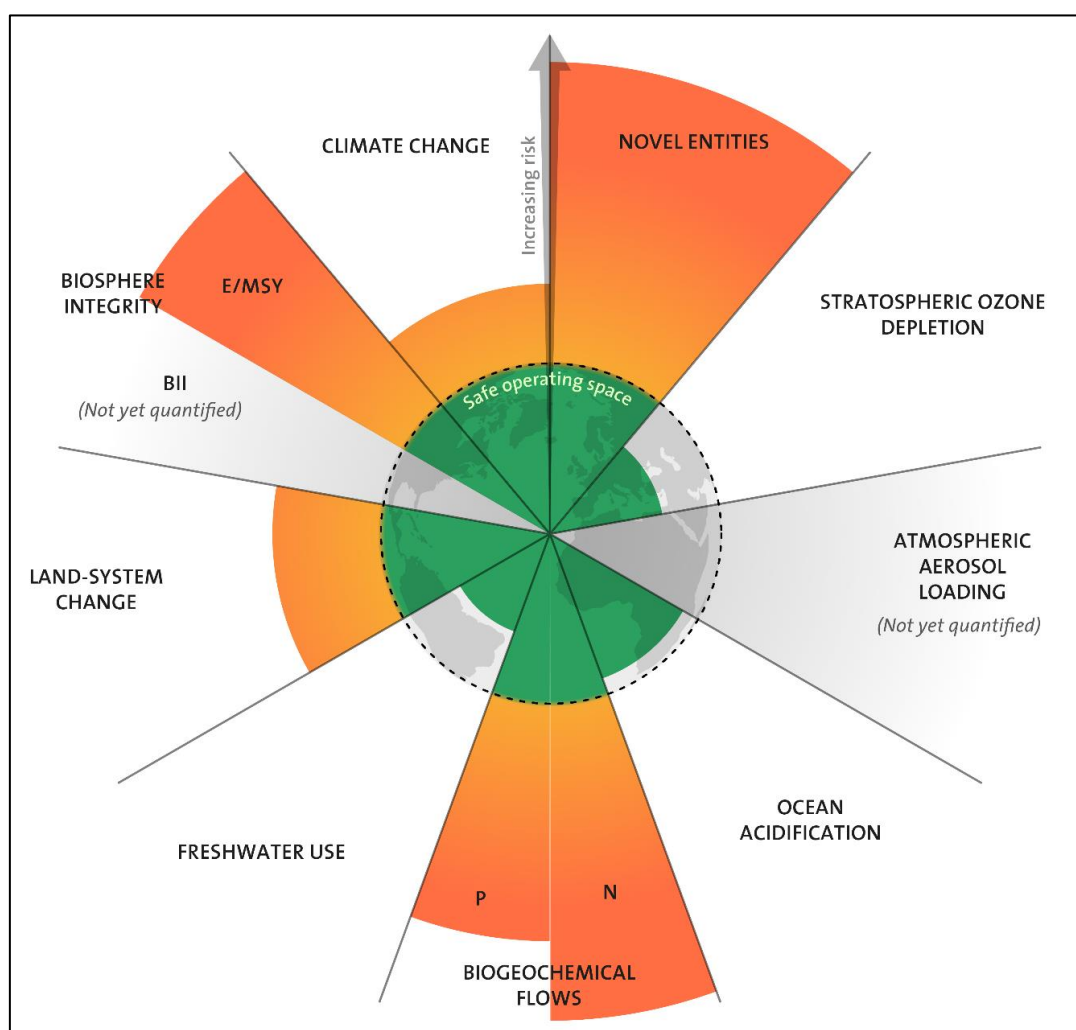 CLIMATE CHANGE
Increasing risk
NOVEL ENTITIES
BIOSPHERE
INTEGRITY
E/MSY
BII
(Not yet quantified)
STRATOSPHERIC OZONE
DEPLETION
Safe operating space
LAND-SYSTEM
CHANGE
ATMOSPHERIC
AEROSOL
LOADING
(Not yet quantified)
FRESHWATER USE
OCEAN
ACIDIFICATION
P
N
BIOGEOCHEMICAL
FLOWS